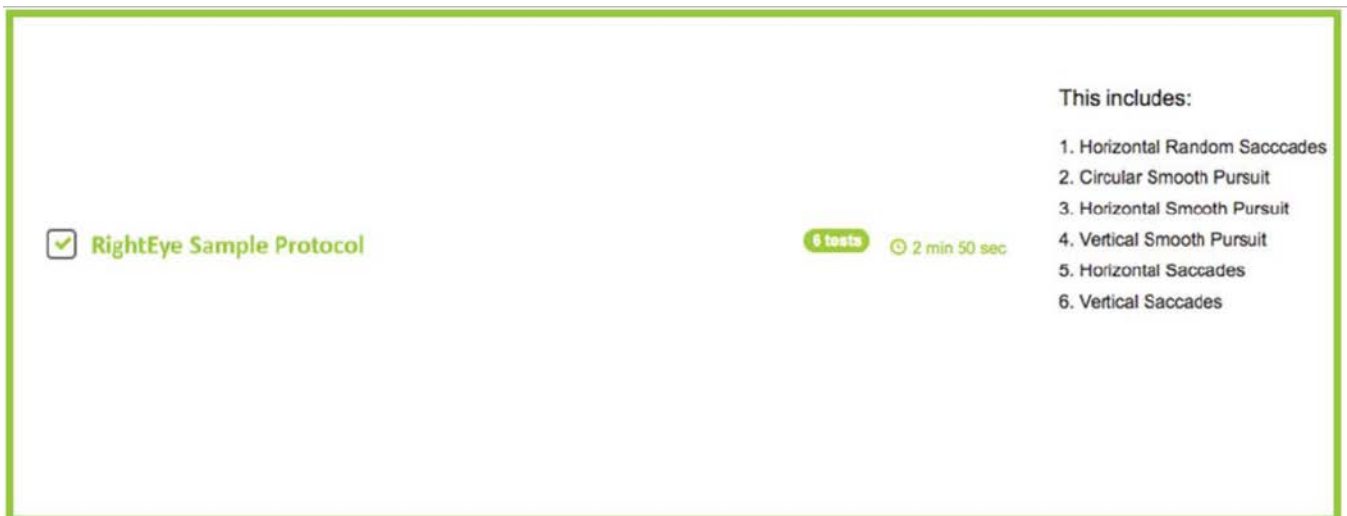 This includes:
1. Horizontal Random Sacccades
2. Circular Smooth Pursuit
3. Horizontal Smooth Pursuit
RightEye Sample Protocol 6 tests 2 min 50 sec
4. Vertical Smooth Pursuit
5. Horizontal Saccades
6. Vertical Saccades